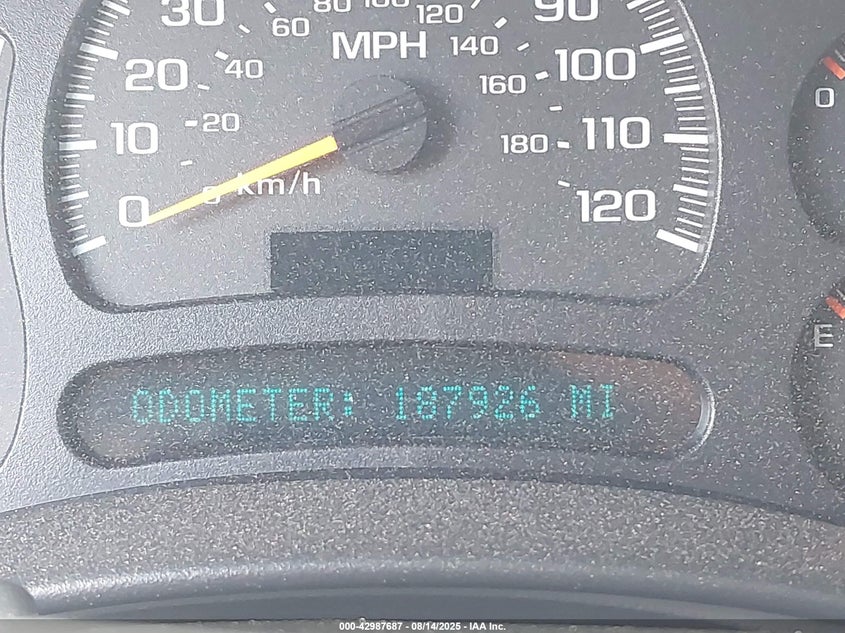 30 60 80 100 120 90
MPH 140
20 40 160 100
10 20 180 110
0 km/h 120
0
E
ODOMETER: 187926 MI
000-42987687 - 08/14/2025 - IAA Inc.